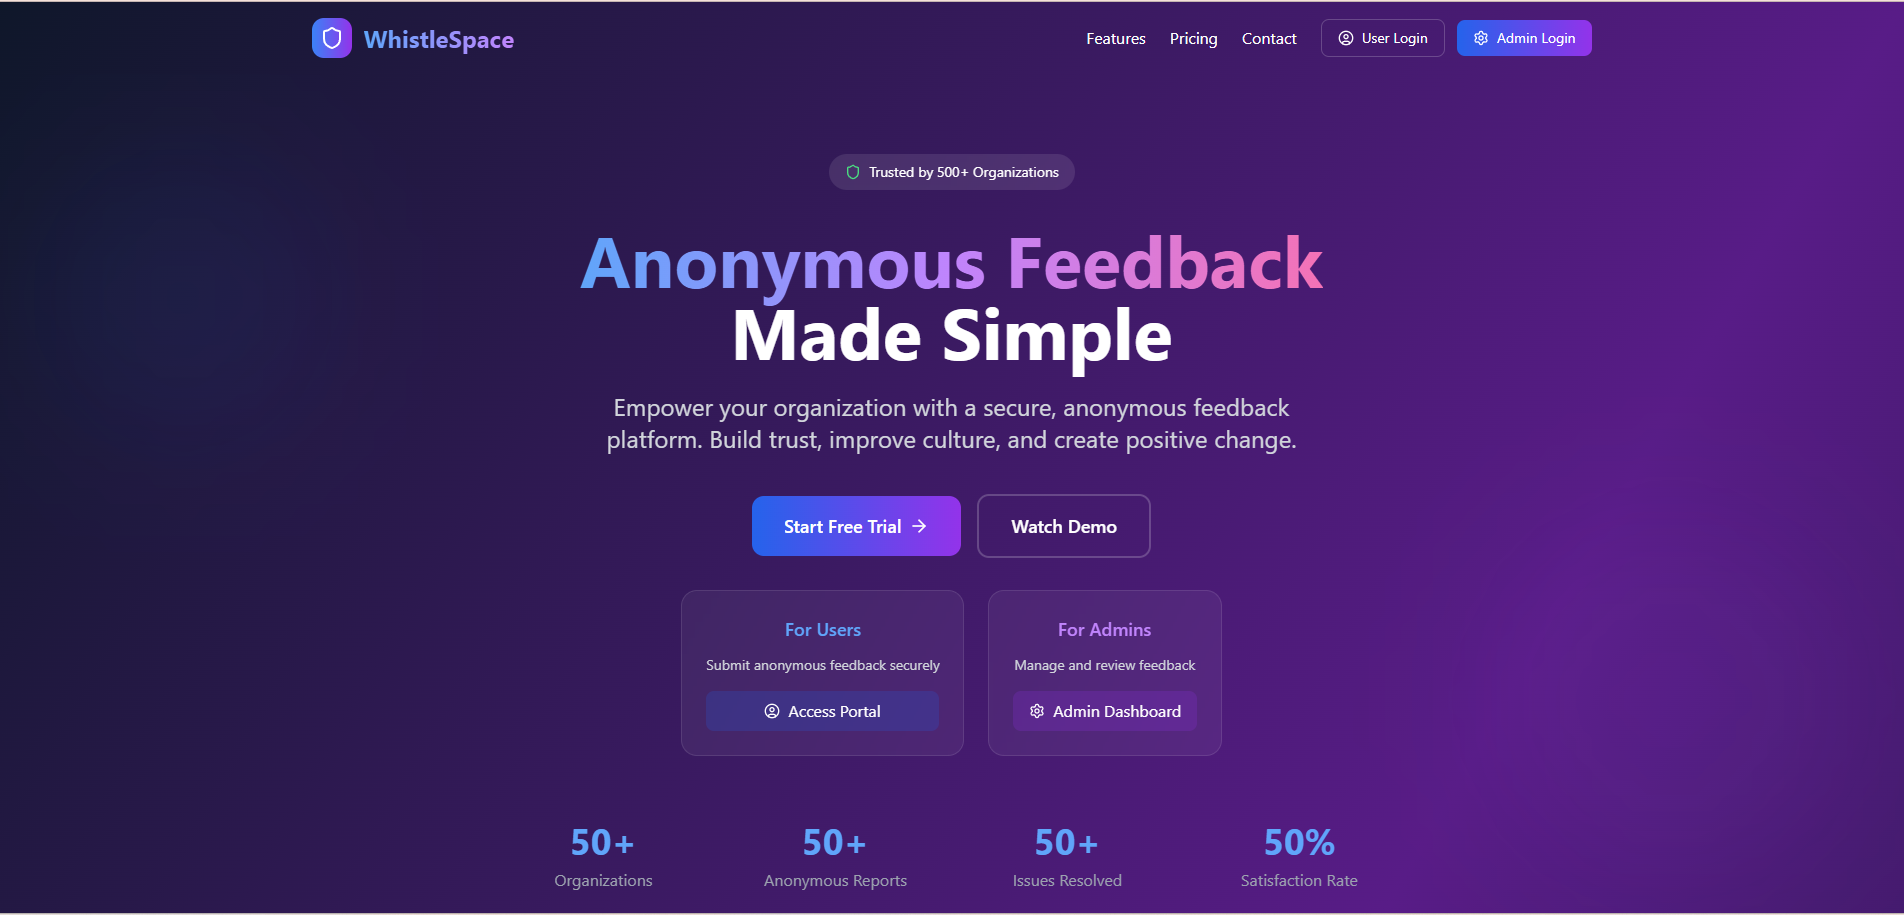 WhistleSpace
Features
Pricing
Contact
User Login
Admin Login
Trusted by 500+ Organizations
Anonymous Feedback
Made Simple
Empower your organization with a secure, anonymous feedback
platform. Build trust, improve culture, and create positive change.
Start Free Trial →
Watch Demo
For Users
Submit anonymous feedback securely
Access Portal
For Admins
Manage and review feedback
Admin Dashboard
50+
Organizations
50+
Anonymous Reports
50+
Issues Resolved
50%
Satisfaction Rate